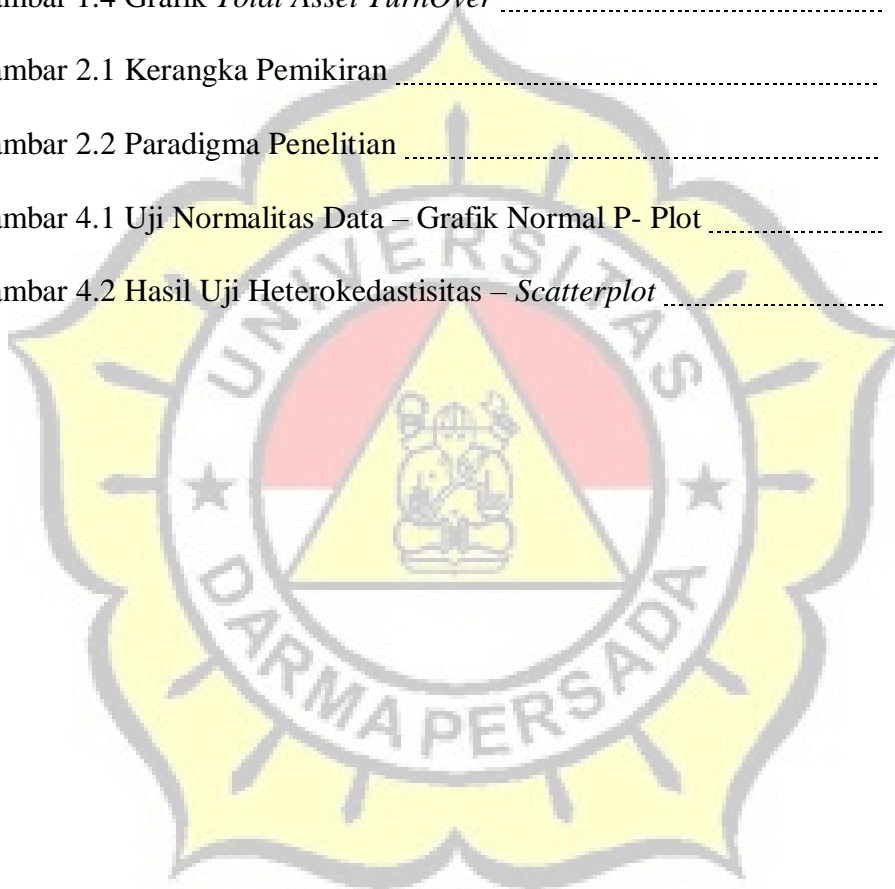 ambar 1.4 Grafik Total Asset TurnOver
ambar 2.1 Kerangka Pemikiran
ambar 2.2 Paradigma Penelitian
ambar 4.1 Uji Normalitas Data – Grafik Normal P- Plot
ambar 4.2 Hasil Uji Heterokedastisitas – Scatterplot
UNIVERSITAS
DARMA PERSADA